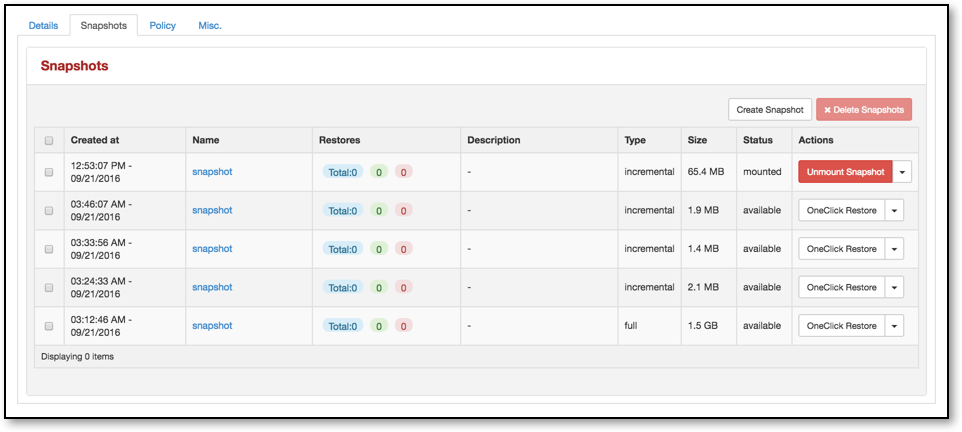 Details Snapshots Policy Misc.
Snapshots
Create Snapshot ✖ Delete Snapshots
Created at Name Restores Description Type Size Status Actions
12:53:07 PM -
09/21/2016 snapshot Total:0 0 0 - incremental 65.4 MB mounted Unmount Snapshot
03:46:07 AM -
09/21/2016 snapshot Total:0 0 0 - incremental 1.9 MB available OneClick Restore
03:33:56 AM -
09/21/2016 snapshot Total:0 0 0 - incremental 1.4 MB available OneClick Restore
03:24:33 AM -
09/21/2016 snapshot Total:0 0 0 - incremental 2.1 MB available OneClick Restore
03:12:46 AM -
09/21/2016 snapshot Total:0 0 0 - full 1.5 GB available OneClick Restore
Displaying 0 items